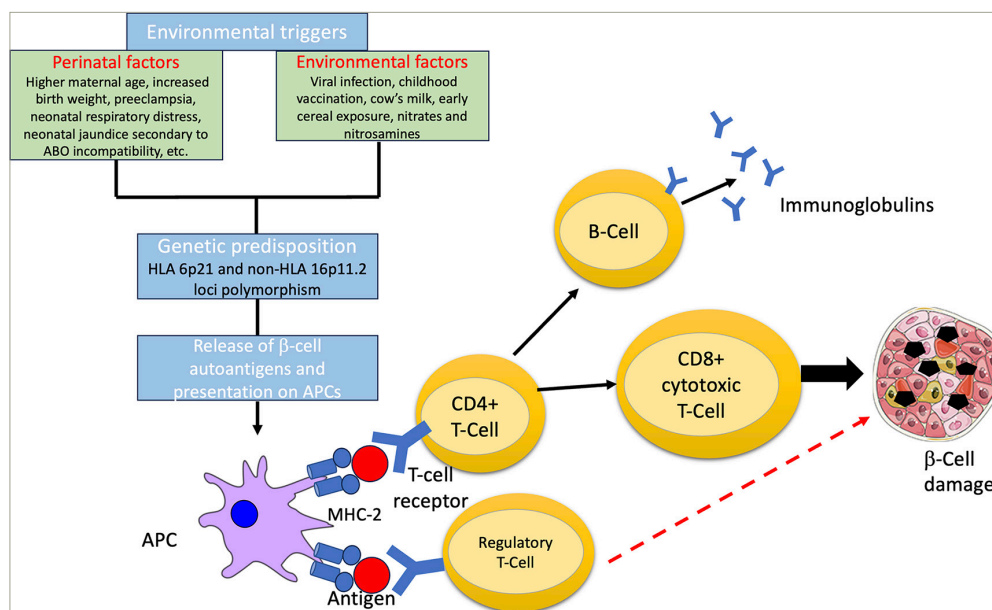 Environmental triggers
Perinatal factors
Higher maternal age, increased
birth weight, preeclampsia,
neonatal respiratory distress,
neonatal jaundice secondary to
ABO incompatibility, etc.
Environmental factors
Viral infection, childhood
vaccination, cow's milk, early
cereal exposure, nitrates and
nitrosamines
Genetic predisposition
HLA 6p21 and non-HLA 16p11.2
loci polymorphism
Release of β-cell
autoantigens and
presentation on APCs
B-Cell
Immunoglobulins
CD4+
T-Cell
CD8+
cytotoxic
T-Cell
β-Cell
damage
T-cell
receptor
MHC-2
APC
Regulatory
T-Cell
Antigen